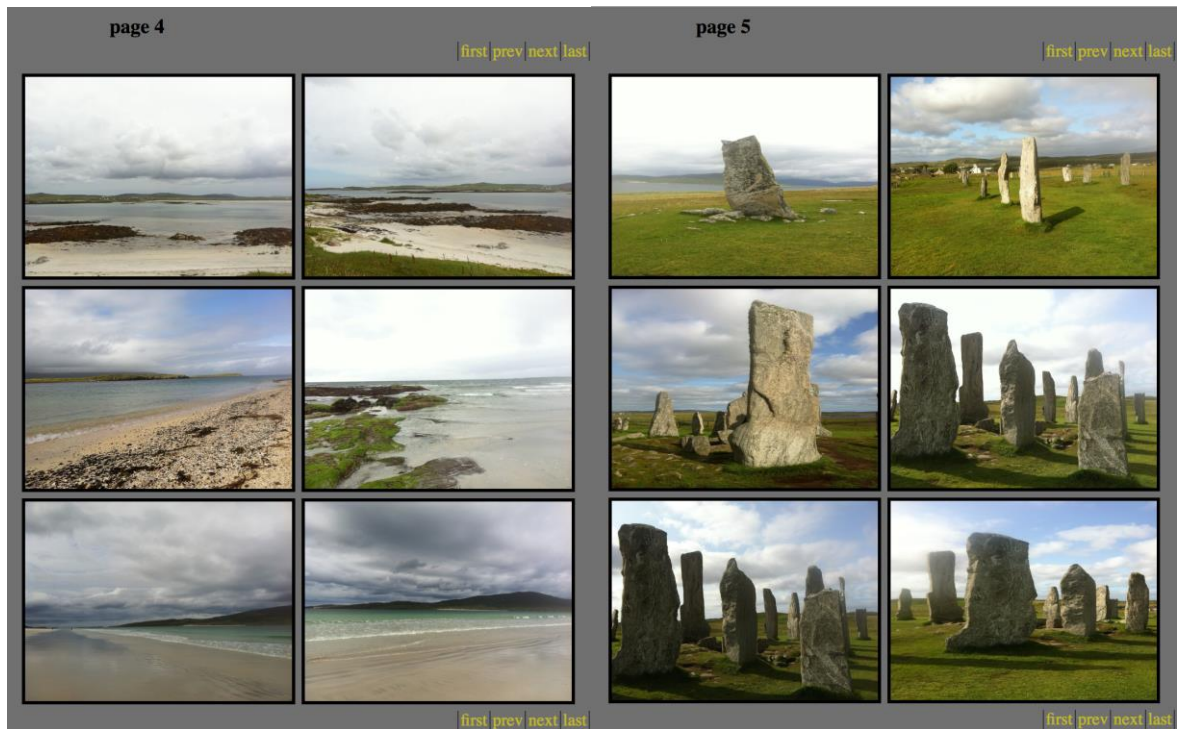 page 4
|first|prev|next|last
page 5
|first|prev|next|last|
|first|prev|next|last
|first|prev|next|last|